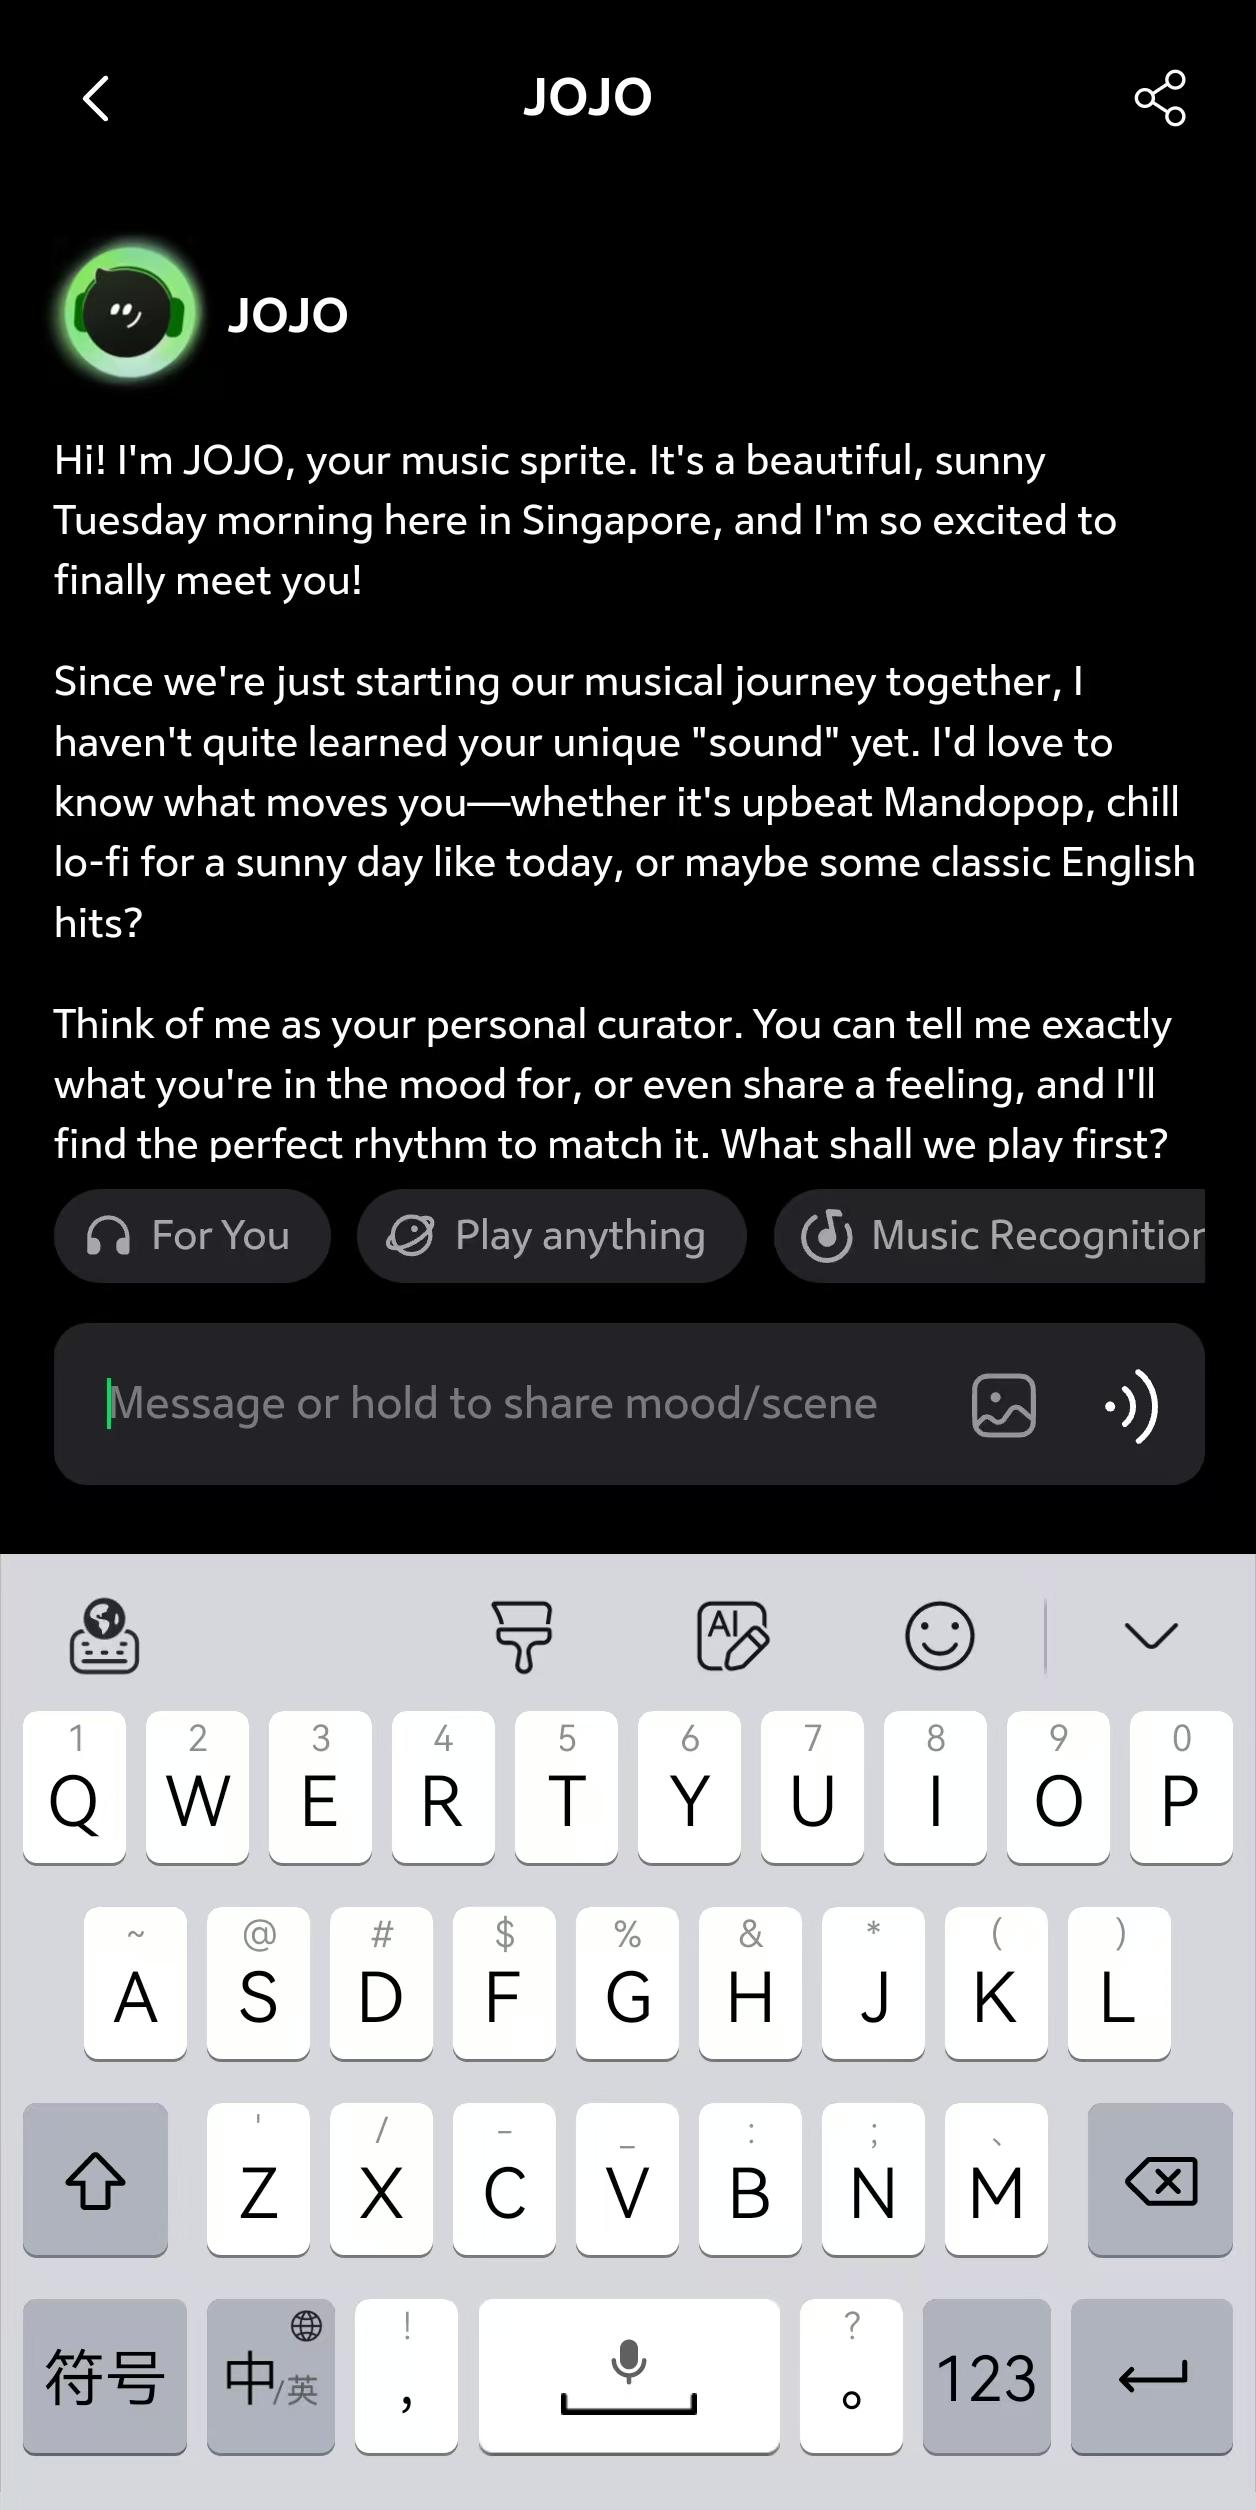 JOJO
JOJO
Hi! I'm JOJO, your music sprite. It's a beautiful, sunny
Tuesday morning here in Singapore, and I'm so excited to
finally meet you!
Since we're just starting our musical journey together, I
haven't quite learned your unique "sound" yet. I'd love to
know what moves you—whether it's upbeat Mandopop, chill
lo-fi for a sunny day like today, or maybe some classic English
hits?
Think of me as your personal curator. You can tell me exactly
what you're in the mood for, or even share a feeling, and I'll
find the perfect rhythm to match it. What shall we play first?
For You Play anything Music Recognition
Message or hold to share mood/scene
AI
1 2 3 4 5 6 7 8 9 0
Q W E R T Y U I O P
~ @ # $ % & * ( )
A S D F G H J K L
' / - _ : ; 、
Z X C V B N M
! ?
符号 中/英 , 。 123